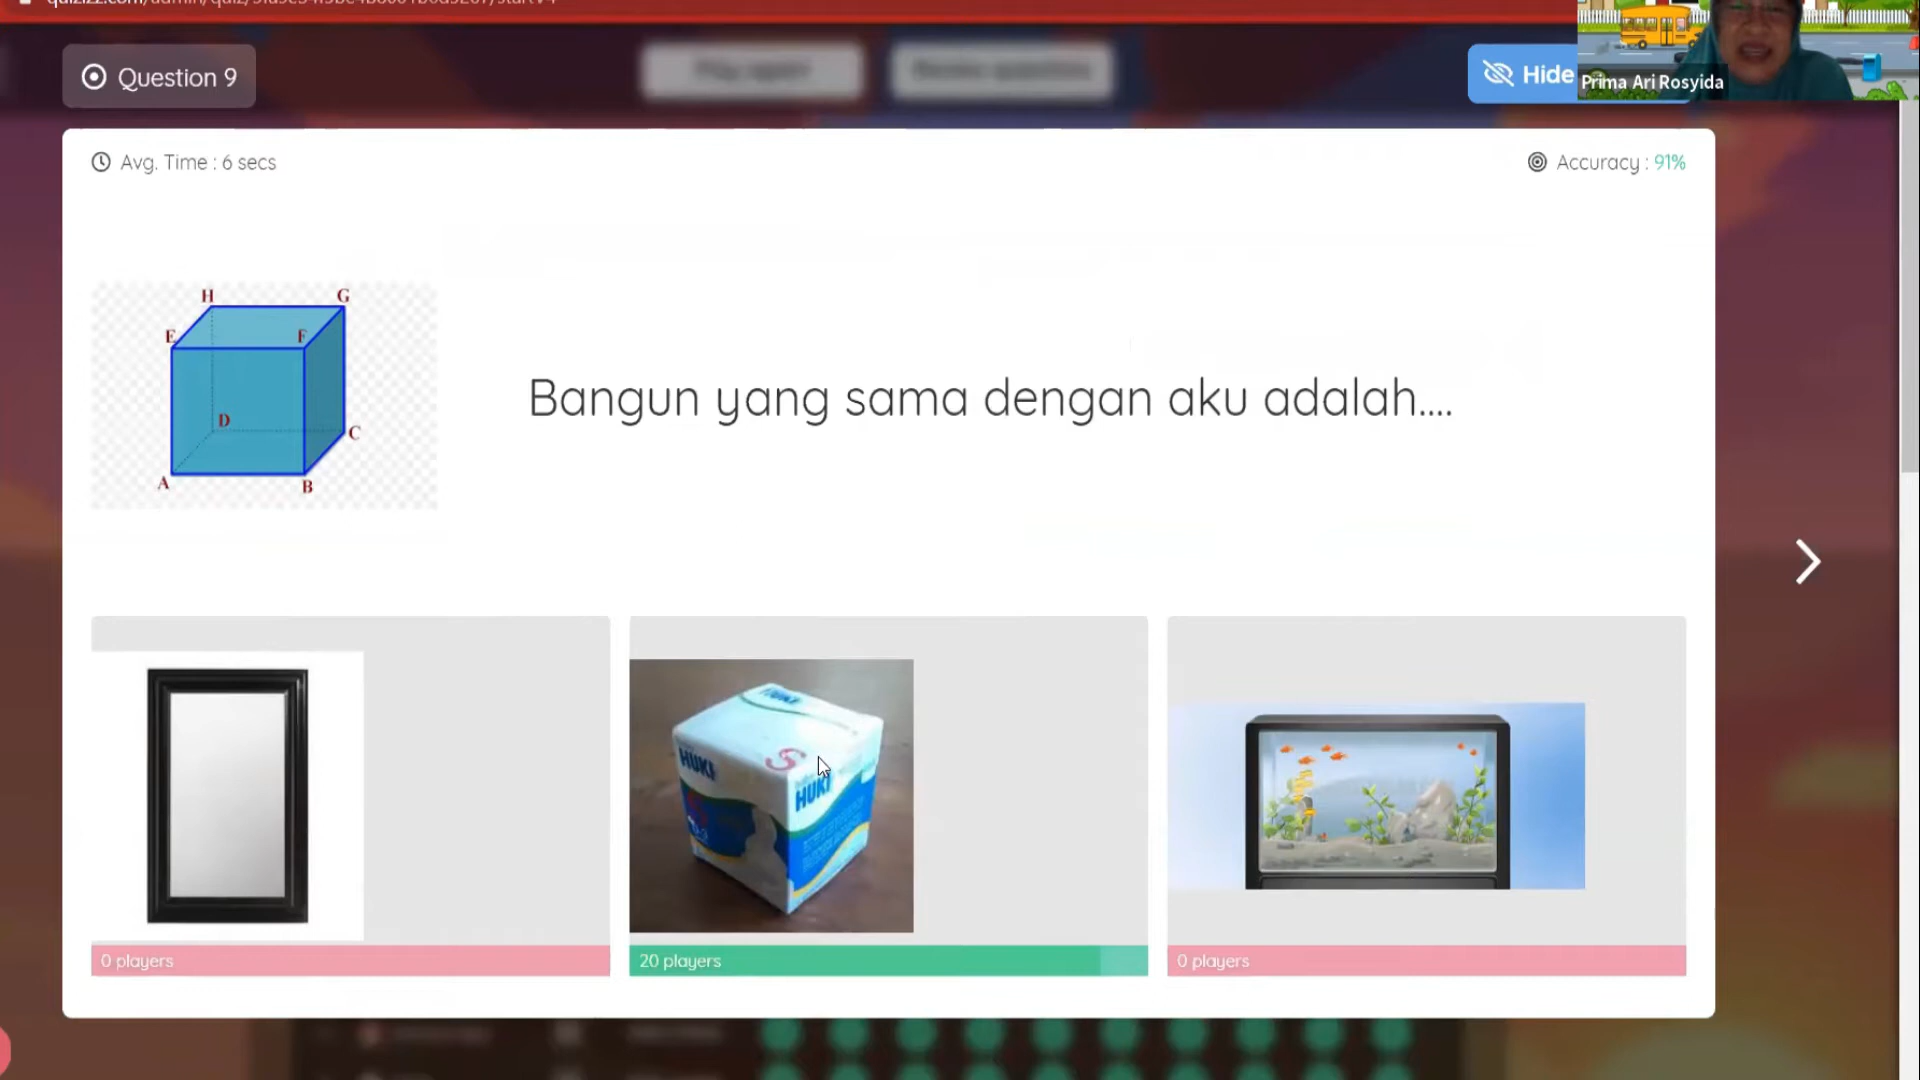 Question 9
Hide
Prima Ari Rosyida
Avg. Time : 6 secs
Accuracy : 91%
H
G
E
F
D
C
A
B
Bangun yang sama dengan aku adalah....
HUKI
S
HUKI
HUKI
0 players
20 players
0 players